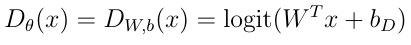 D_θ(x) = D_{W,b}(x) = logit(W^T x + b_D)